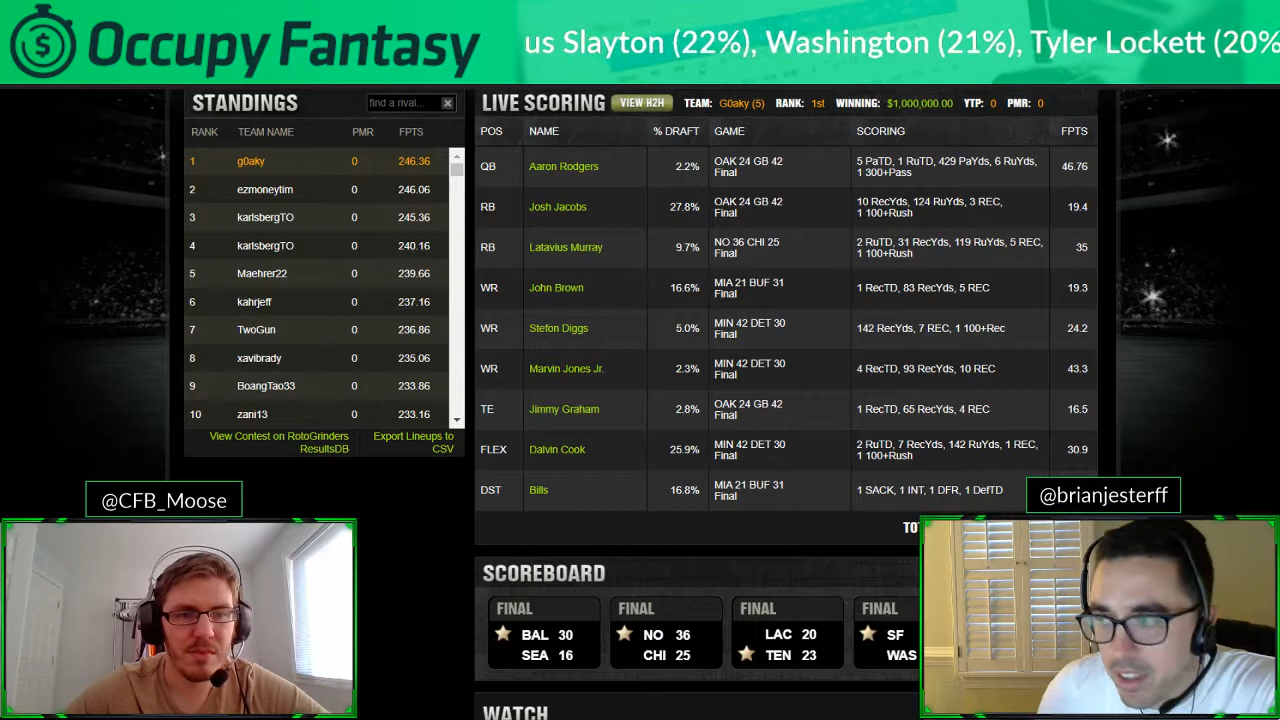 Occupy Fantasy
us Slayton (22%), Washington (21%), Tyler Lockett (20%
STANDINGS
find a rival...
RANK TEAM NAME PMR FPTS
1 g0aky 0 246.36
2 ezmoneytim 0 246.06
3 karlsbergTO 0 245.36
4 karlsbergTO 0 240.16
5 Maehrer22 0 239.66
6 kahrjeff 0 237.16
7 TwoGun 0 236.86
8 xavibrady 0 235.06
9 BoangTao33 0 233.86
10 zani13 0 233.16
View Contest on RotoGrinders
ResultsDB
Export Lineups to
CSV
LIVE SCORING VIEW H2H TEAM: G0aky (5) RANK: 1st WINNING: $1,000,000.00 YTP: 0 PMR: 0
POS NAME % DRAFT GAME SCORING FPTS
QB Aaron Rodgers 2.2% OAK 24 GB 42 5 PaTD, 1 RuTD, 429 PaYds, 6 RuYds, 46.76
Final 1 300+Pass
RB Josh Jacobs 27.8% OAK 24 GB 42 10 RecYds, 124 RuYds, 3 REC, 19.4
Final 1 100+Rush
RB Latavius Murray 9.7% NO 36 CHI 25 2 RuTD, 31 RecYds, 119 RuYds, 5 REC, 35
Final 1 100+Rush
WR John Brown 16.6% MIA 21 BUF 31 1 RecTD, 83 RecYds, 5 REC 19.3
Final
WR Stefon Diggs 5.0% MIN 42 DET 30 142 RecYds, 7 REC, 1 100+Rec 24.2
Final
WR Marvin Jones Jr. 2.3% MIN 42 DET 30 4 RecTD, 93 RecYds, 10 REC 43.3
Final
TE Jimmy Graham 2.8% OAK 24 GB 42 1 RecTD, 65 RecYds, 4 REC 16.5
Final
FLEX Dalvin Cook 25.9% MIN 42 DET 30 2 RuTD, 7 RecYds, 142 RuYds, 1 REC, 30.9
Final 1 100+Rush
DST Bills 16.8% MIA 21 BUF 31 1 SACK, 1 INT, 1 DFR, 1 DefTD
Final
TO
@CFB_Moose
@brianjesterff
SCOREBOARD
FINAL FINAL FINAL FINAL
BAL 30 NO 36 LAC 20 SF
SEA 16 CHI 25 TEN 23 WAS
WATCH